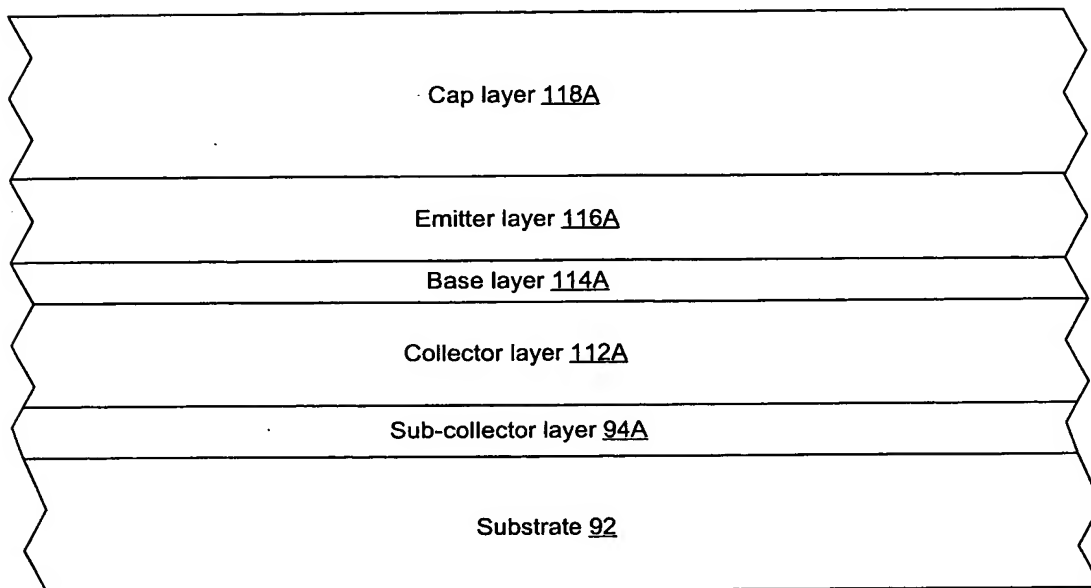 Cap layer 118A
Emitter layer 116A
Base layer 114A
Collector layer 112A
Sub-collector layer 94A
Substrate 92